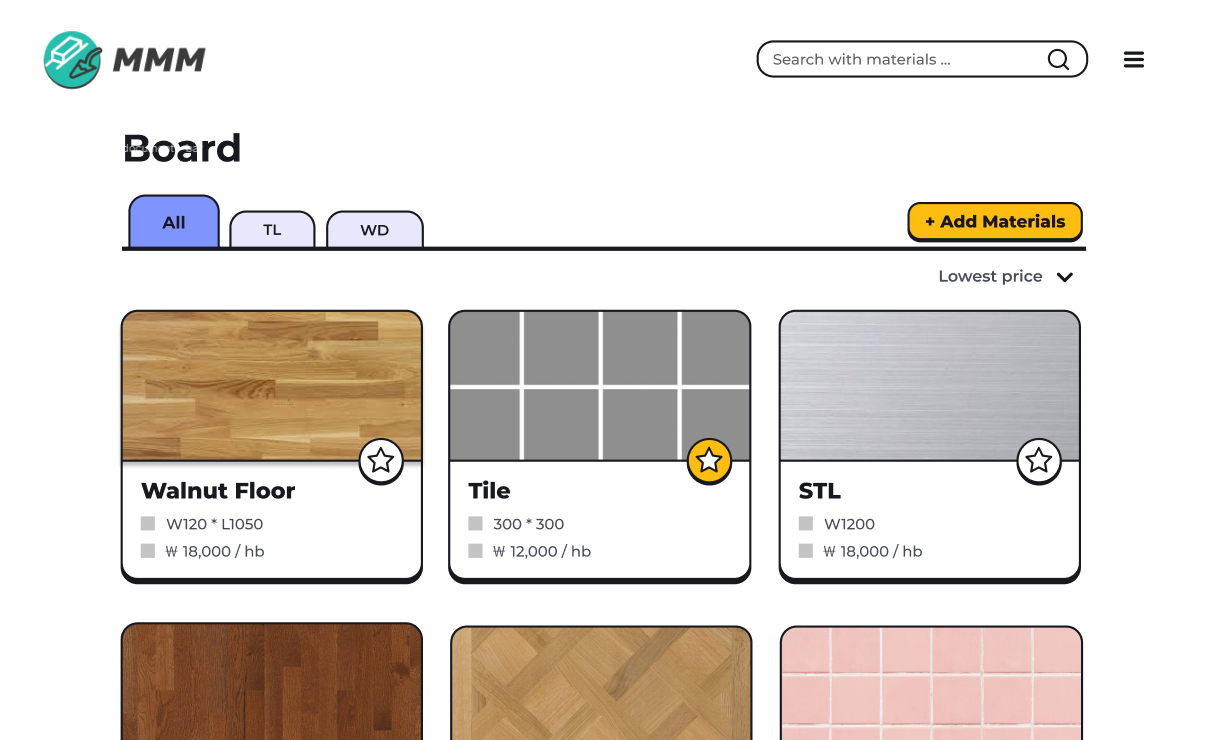 MMM
Search with materials ...
Board
All
TL
WD
+ Add Materials
Lowest price
Walnut Floor
W120 * L1050
₩ 18,000 / hb
Tile
300 * 300
₩ 12,000 / hb
STL
W1200
₩ 18,000 / hb